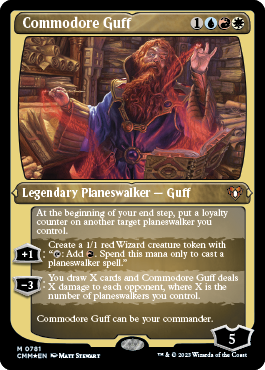 Commodore Guff 1
Legendary Planeswalker — Guff
At the beginning of your end step, put a loyalty
counter on another target planeswalker you
control.
+1 Create a 1/1 red Wizard creature token with
": Add . Spend this mana only to cast a
planeswalker spell."
−3 You draw X cards and Commodore Guff deals
X damage to each opponent, where X is the
number of planeswalkers you control.
Commodore Guff can be your commander.
5
M 0781
CMM EN MATT STEWART
™ & © 2023 Wizards of the Coast